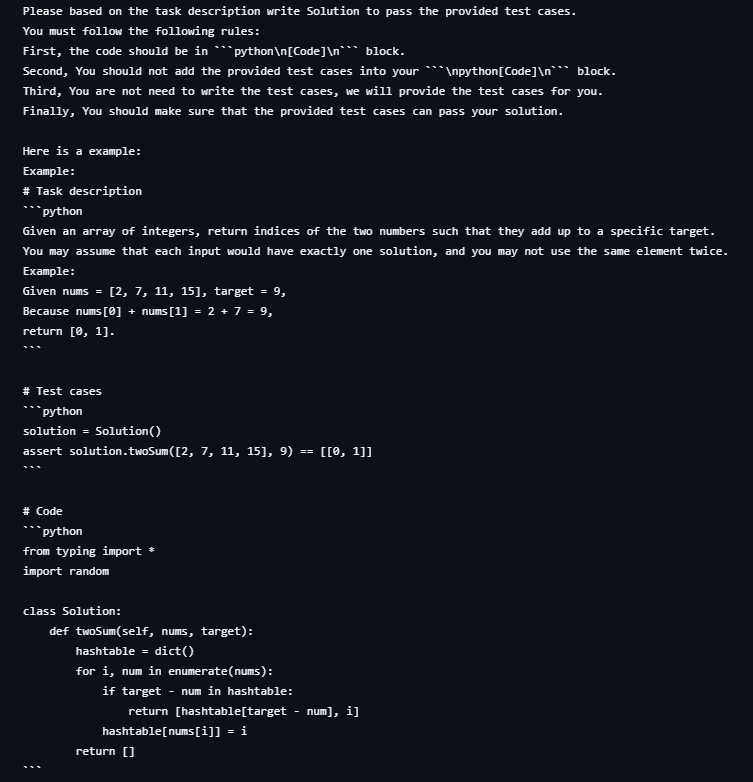 Please based on the task description write Solution to pass the provided test cases.
You must follow the following rules:
First, the code should be in ```python\n[Code]\n``` block.
Second, You should not add the provided test cases into your ```\npython[Code]\n``` block.
Third, You are not need to write the test cases, we will provide the test cases for you.
Finally, You should make sure that the provided test cases can pass your solution.

Here is a example:
Example:
# Task description
```python
Given an array of integers, return indices of the two numbers such that they add up to a specific target.
You may assume that each input would have exactly one solution, and you may not use the same element twice.
Example:
Given nums = [2, 7, 11, 15], target = 9,
Because nums[0] + nums[1] = 2 + 7 = 9,
return [0, 1].
```

# Test cases
```python
solution = Solution()
assert solution.twoSum([2, 7, 11, 15], 9) == [[0, 1]]
```

# Code
```python
from typing import *
import random

class Solution:
    def twoSum(self, nums, target):
        hashtable = dict()
        for i, num in enumerate(nums):
            if target - num in hashtable:
                return [hashtable[target - num], i]
            hashtable[nums[i]] = i
        return []
```